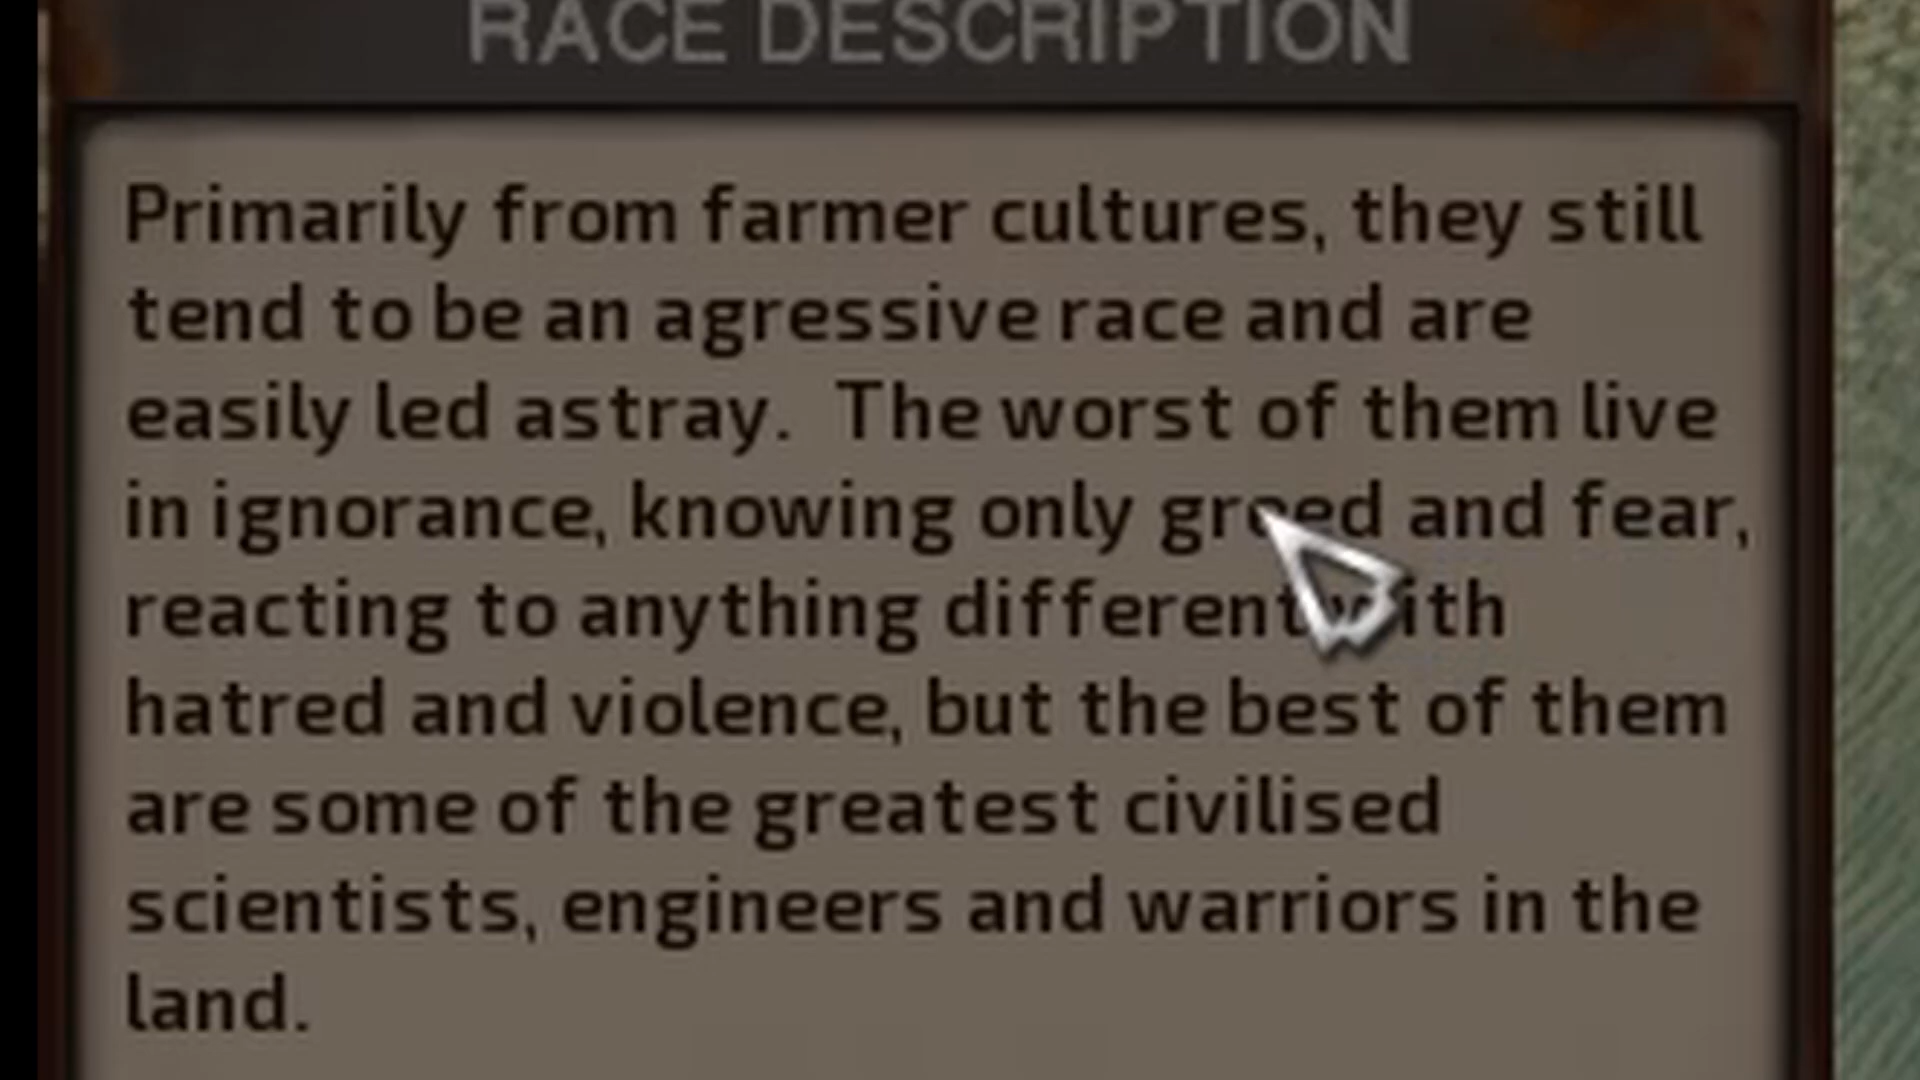 RACE DESCRIPTION
Primarily from farmer cultures, they still
tend to be an agressive race and are
easily led astray.  The worst of them live
in ignorance, knowing only greed and fear,
reacting to anything different with
hatred and violence, but the best of them
are some of the greatest civilised
scientists, engineers and warriors in the
land.